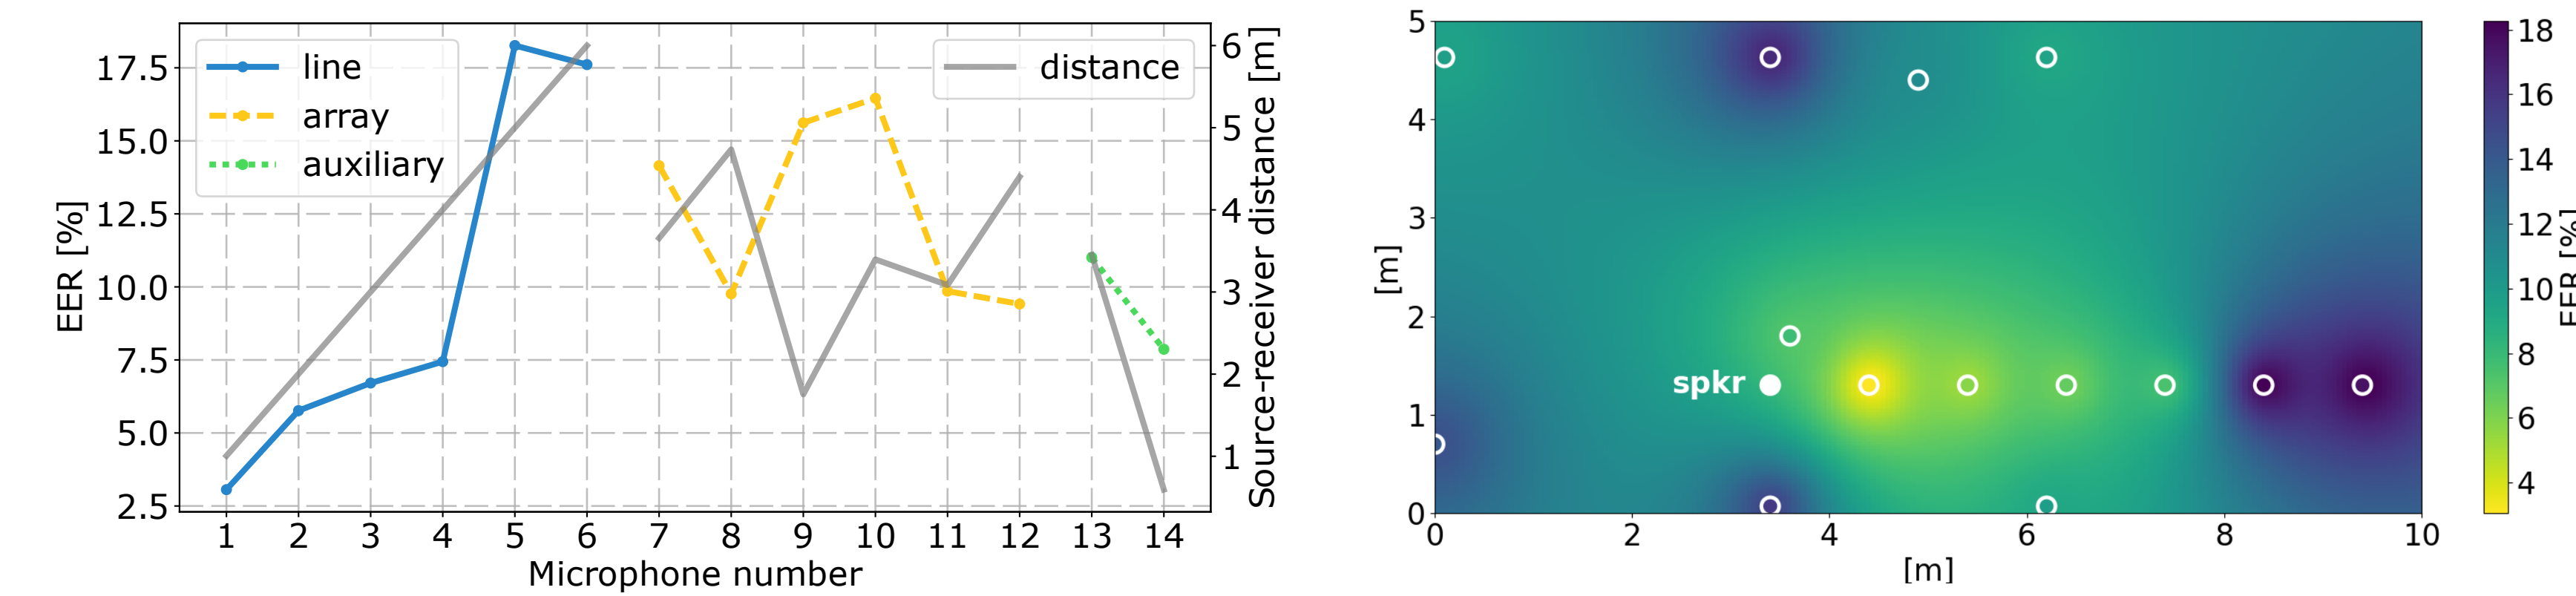 line
array
auxiliary
distance
EER [%]
17.5
15.0
12.5
10.0
7.5
5.0
2.5
1 2 3 4 5 6 7 8 9 10 11 12 13 14
Microphone number
6
5
4
3
2
1
Source-receiver distance [m]
[m]
5
4
3
2
1
0
spkr
0 2 4 6 8 10
[m]
18
16
14
12
10
8
6
4
EER [%]